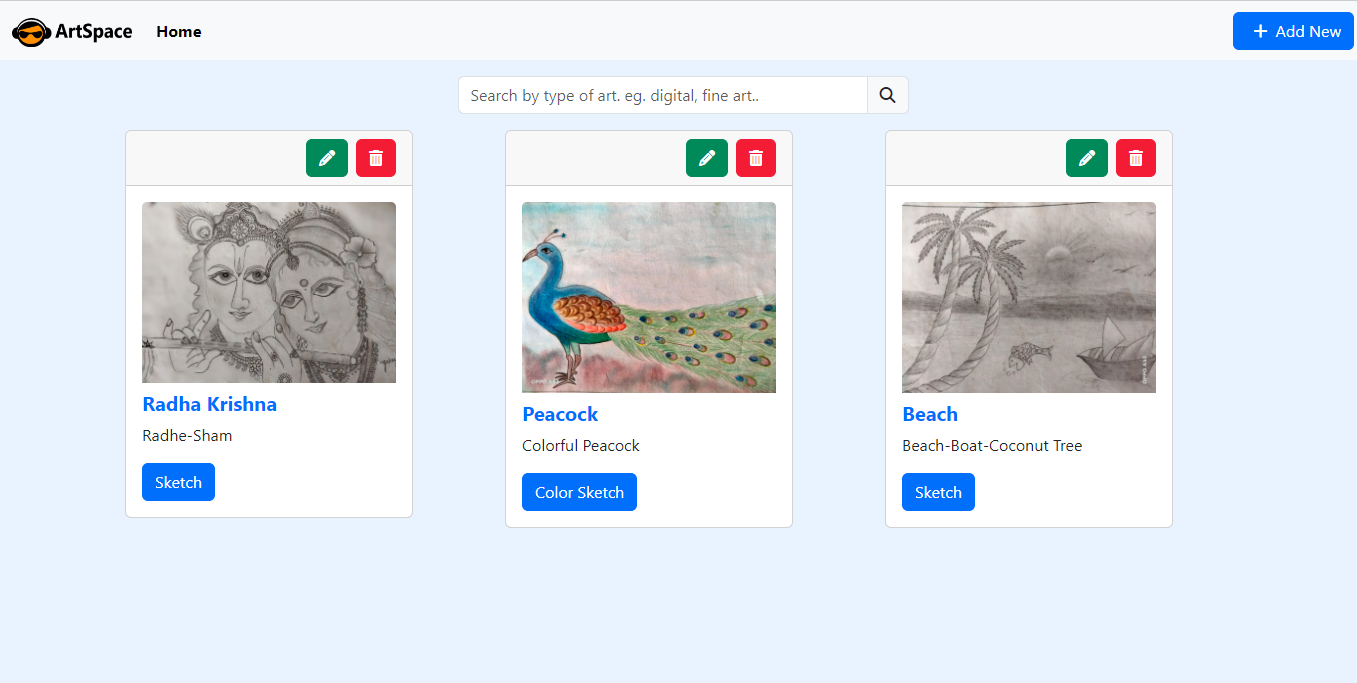 ArtSpace Home + Add New
Search by type of art. eg. digital, fine art..
Radha Krishna
Radhe-Sham
Sketch
Peacock
Colorful Peacock
Color Sketch
Beach
Beach-Boat-Coconut Tree
Sketch